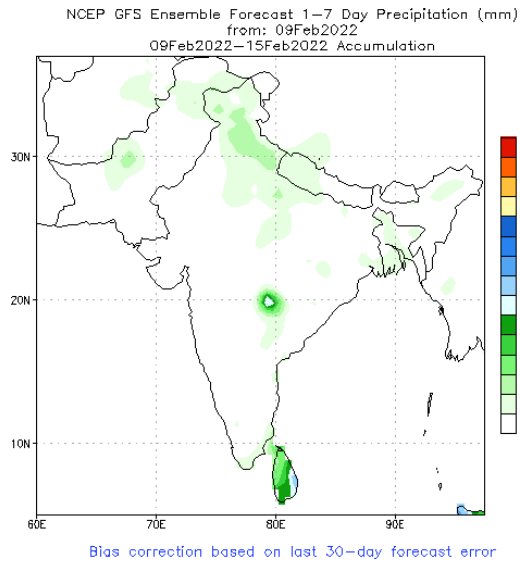 NCEP GFS Ensemble Forecast 1-7 Day Precipitation (mm)
from: 09Feb2022
09Feb2022-15Feb2022 Accumulation
30N
20N
10N
60E 70E 80E 90E
Bias correction based on last 30-day forecast error